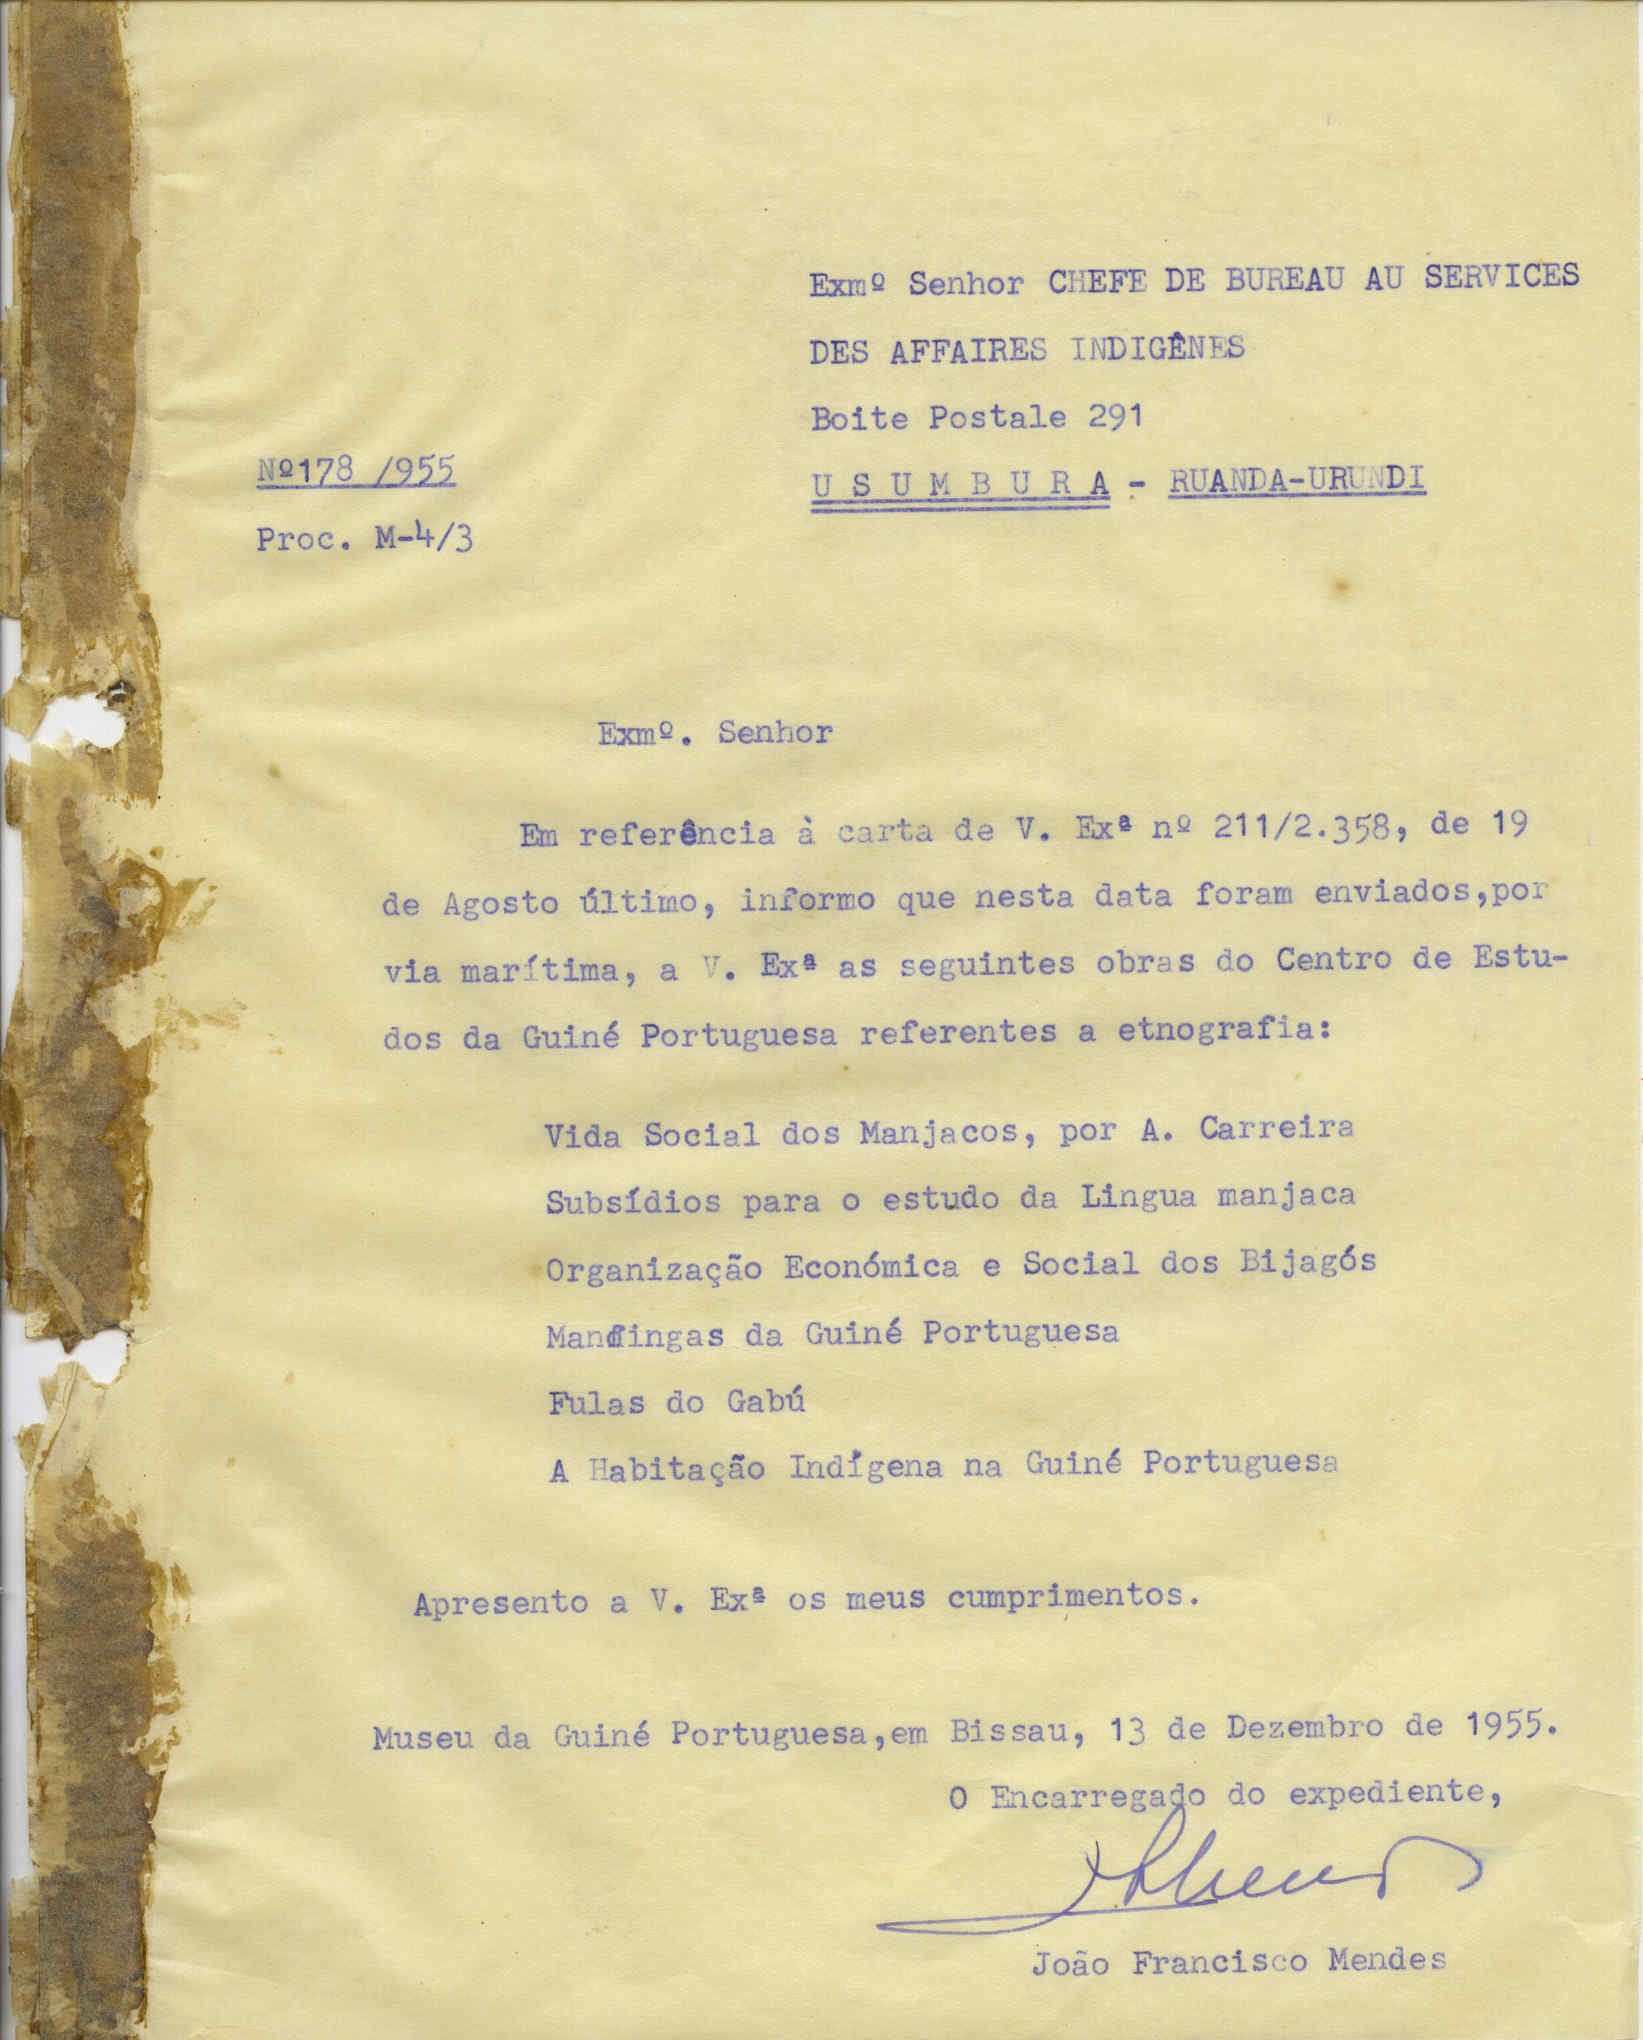 Exmº Senhor CHEFE DE BUREAU AU SERVICES
DES AFFAIRES INDIGÊNES
Boite Postale 291
U S U M B U R A - RUANDA-URUNDI
Nº178 /955
Proc. M-4/3
Exmº. Senhor
Em referência à carta de V. Exª nº 211/2.358, de 19
de Agosto último, informo que nesta data foram enviados,por
via marítima, a V. Exª as seguintes obras do Centro de Estu-
dos da Guiné Portuguesa referentes a etnografia:
Vida Social dos Manjacos, por A. Carreira
Subsídios para o estudo da Lingua manjaca
Organização Económica e Social dos Bijagós
Mandingas da Guiné Portuguesa
Fulas do Gabú
A Habitação Indígena na Guiné Portuguesa
Apresento a V. Exª os meus cumprimentos.
Museu da Guiné Portuguesa,em Bissau, 13 de Dezembro de 1955.
O Encarregado do expediente,
João Francisco Mendes